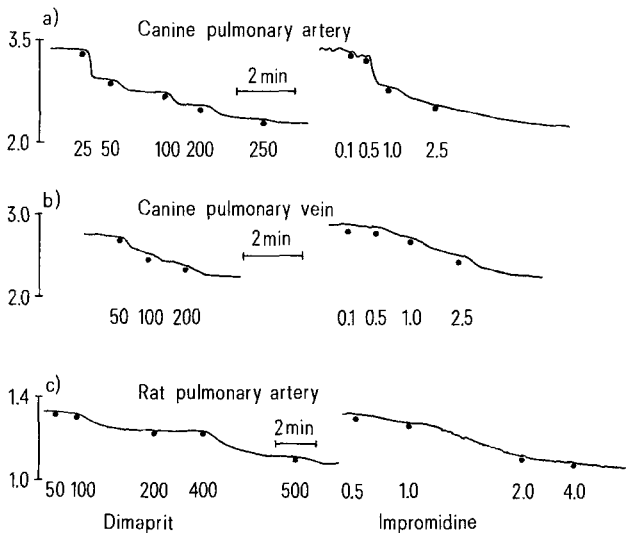 a) Canine pulmonary artery
3.5
2 min
2.0
25 50 100 200 250 0.1 0.5 1.0 2.5
b) Canine pulmonary vein
3.0
2 min
2.0
50 100 200 0.1 0.5 1.0 2.5
c) Rat pulmonary artery
1.4
2 min
1.0
50 100 200 400 500 0.5 1.0 2.0 4.0
Dimaprit Impromidine